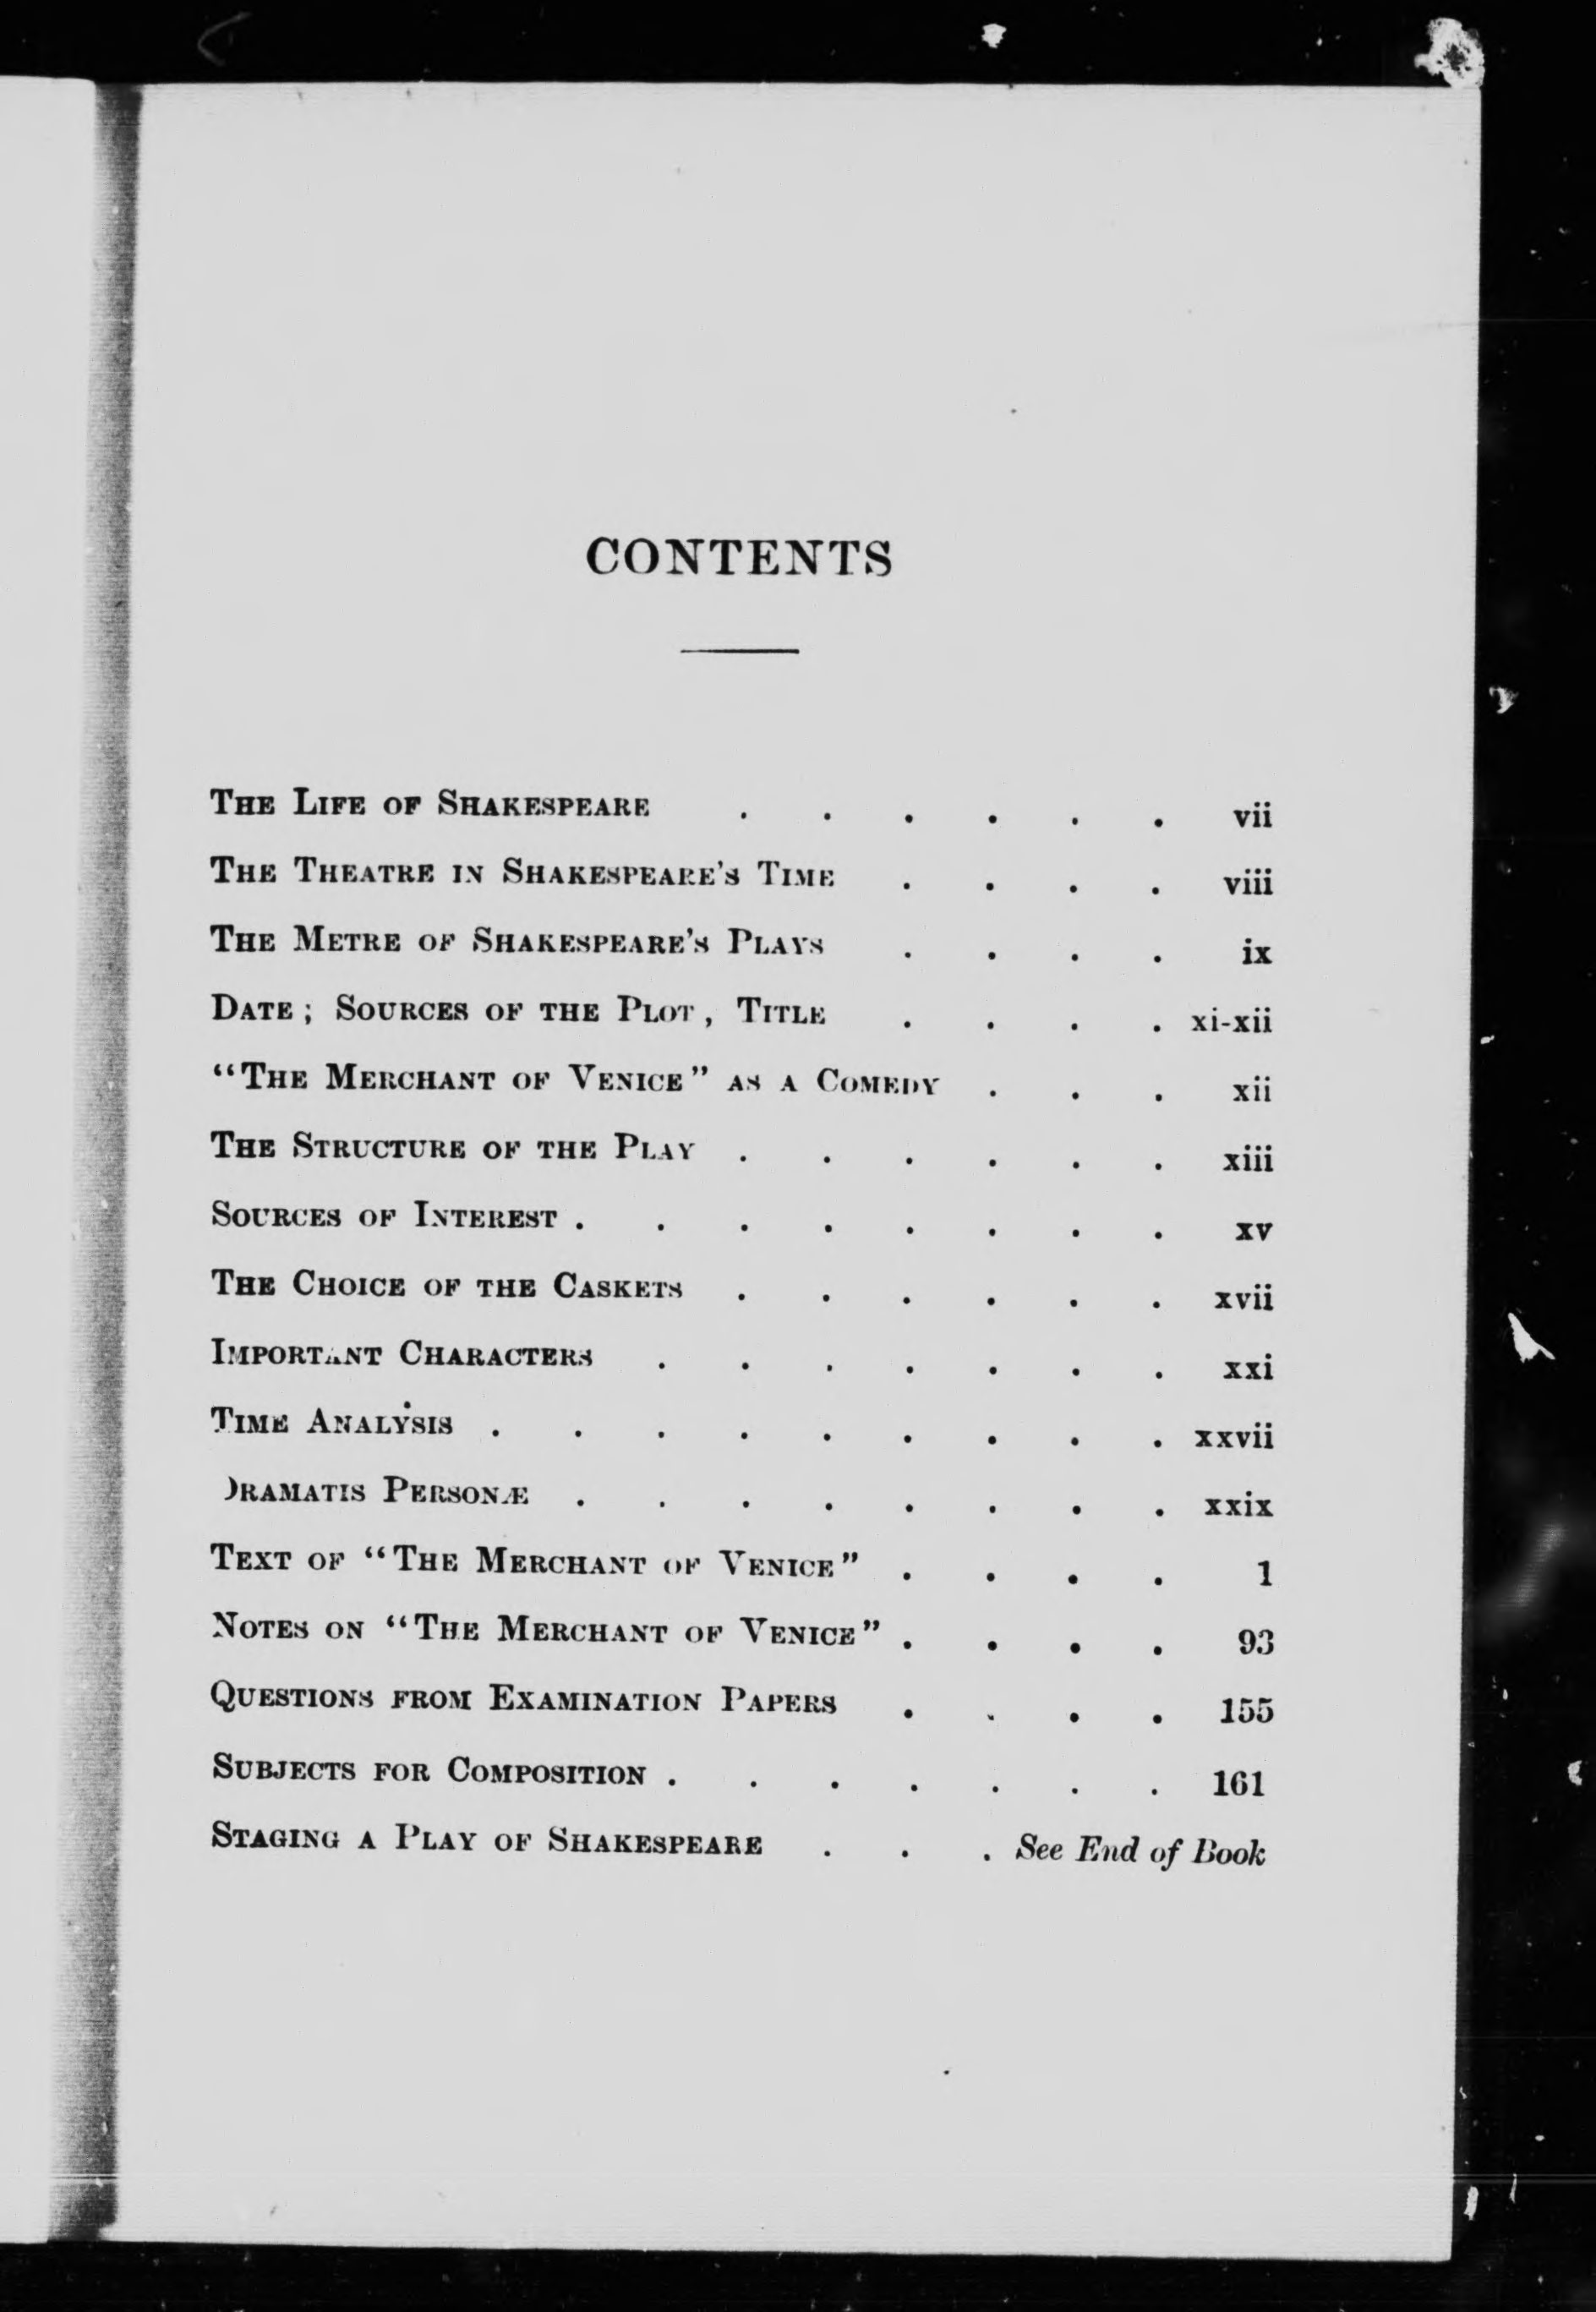 CONTENTS
THE LIFE OF SHAKESPEARE . . . . . . vii
THE THEATRE IN SHAKESPEARE'S TIME . . . . viii
THE METRE OF SHAKESPEARE'S PLAYS . . . . ix
DATE; SOURCES OF THE PLOT, TITLE . . . . xi-xii
"THE MERCHANT OF VENICE" AS A COMEDY . . . xii
THE STRUCTURE OF THE PLAY . . . . . . xiii
SOURCES OF INTEREST . . . . . . . . xv
THE CHOICE OF THE CASKETS . . . . . . xvii
IMPORTANT CHARACTERS . . . . . . . xxi
TIME ANALYSIS . . . . . . . . . xxvii
DRAMATIS PERSONÆ . . . . . . . . xxix
TEXT OF "THE MERCHANT OF VENICE" . . . . 1
NOTES ON "THE MERCHANT OF VENICE" . . . . 93
QUESTIONS FROM EXAMINATION PAPERS . . . . 155
SUBJECTS FOR COMPOSITION . . . . . . . 161
STAGING A PLAY OF SHAKESPEARE . . . See End of Book